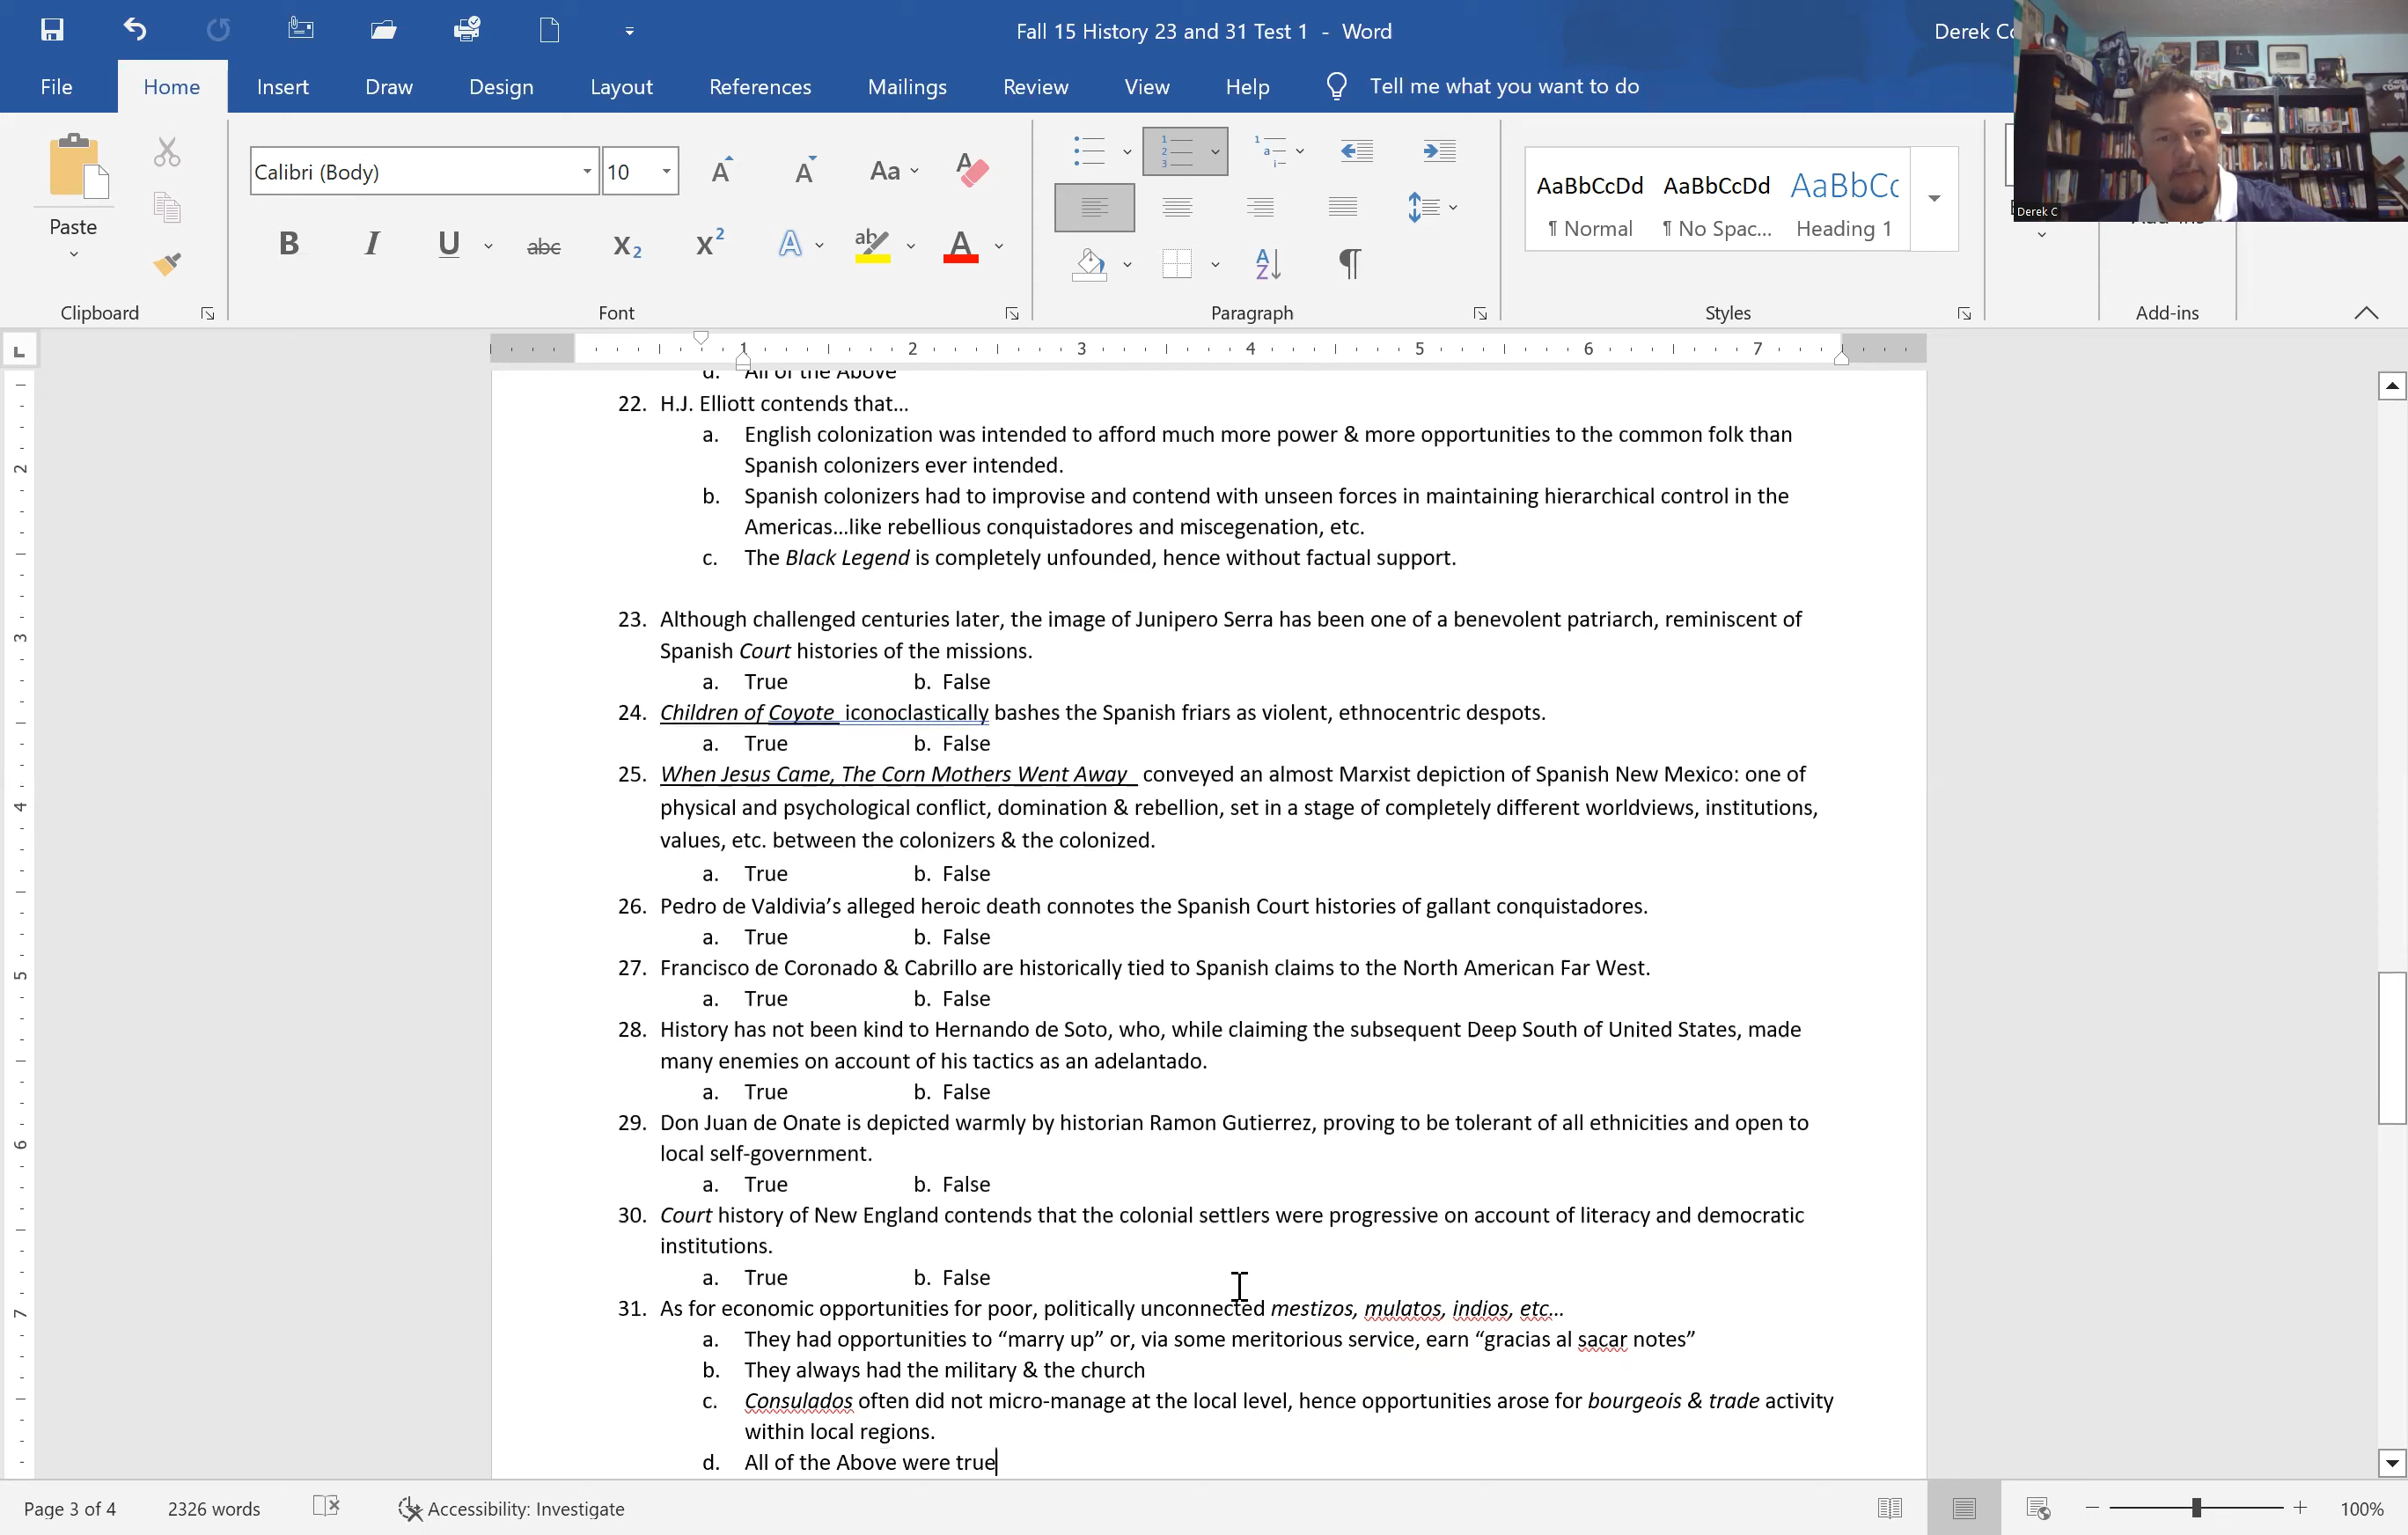 Fall 15 History 23 and 31 Test 1 - Word
Derek
File Home Insert Draw Design Layout References Mailings Review View Help Tell me what you want to do
Paste
Clipboard
Calibri (Body) 10
Font
Paragraph
AaBbCcDd AaBbCcDd AaBbCc
¶ Normal ¶ No Spac... Heading 1
Styles
Add-ins
Derek C
1 2 3 4 5 6 7
d. All of the Above
22. H.J. Elliott contends that...
a. English colonization was intended to afford much more power & more opportunities to the common folk than
Spanish colonizers ever intended.
b. Spanish colonizers had to improvise and contend with unseen forces in maintaining hierarchical control in the
Americas...like rebellious conquistadores and miscegenation, etc.
c. The Black Legend is completely unfounded, hence without factual support.
23. Although challenged centuries later, the image of Junipero Serra has been one of a benevolent patriarch, reminiscent of
Spanish Court histories of the missions.
a. True b. False
24. Children of Coyote iconoclastically bashes the Spanish friars as violent, ethnocentric despots.
a. True b. False
25. When Jesus Came, The Corn Mothers Went Away conveyed an almost Marxist depiction of Spanish New Mexico: one of
physical and psychological conflict, domination & rebellion, set in a stage of completely different worldviews, institutions,
values, etc. between the colonizers & the colonized.
a. True b. False
26. Pedro de Valdivia's alleged heroic death connotes the Spanish Court histories of gallant conquistadores.
a. True b. False
27. Francisco de Coronado & Cabrillo are historically tied to Spanish claims to the North American Far West.
a. True b. False
28. History has not been kind to Hernando de Soto, who, while claiming the subsequent Deep South of United States, made
many enemies on account of his tactics as an adelantado.
a. True b. False
29. Don Juan de Onate is depicted warmly by historian Ramon Gutierrez, proving to be tolerant of all ethnicities and open to
local self-government.
a. True b. False
30. Court history of New England contends that the colonial settlers were progressive on account of literacy and democratic
institutions.
a. True b. False
31. As for economic opportunities for poor, politically unconnected mestizos, mulatos, indios, etc...
a. They had opportunities to “marry up” or, via some meritorious service, earn “gracias al sacar notes”
b. They always had the military & the church
c. Consulados often did not micro-manage at the local level, hence opportunities arose for bourgeois & trade activity
within local regions.
d. All of the Above were true
Page 3 of 4 2326 words Accessibility: Investigate 100%